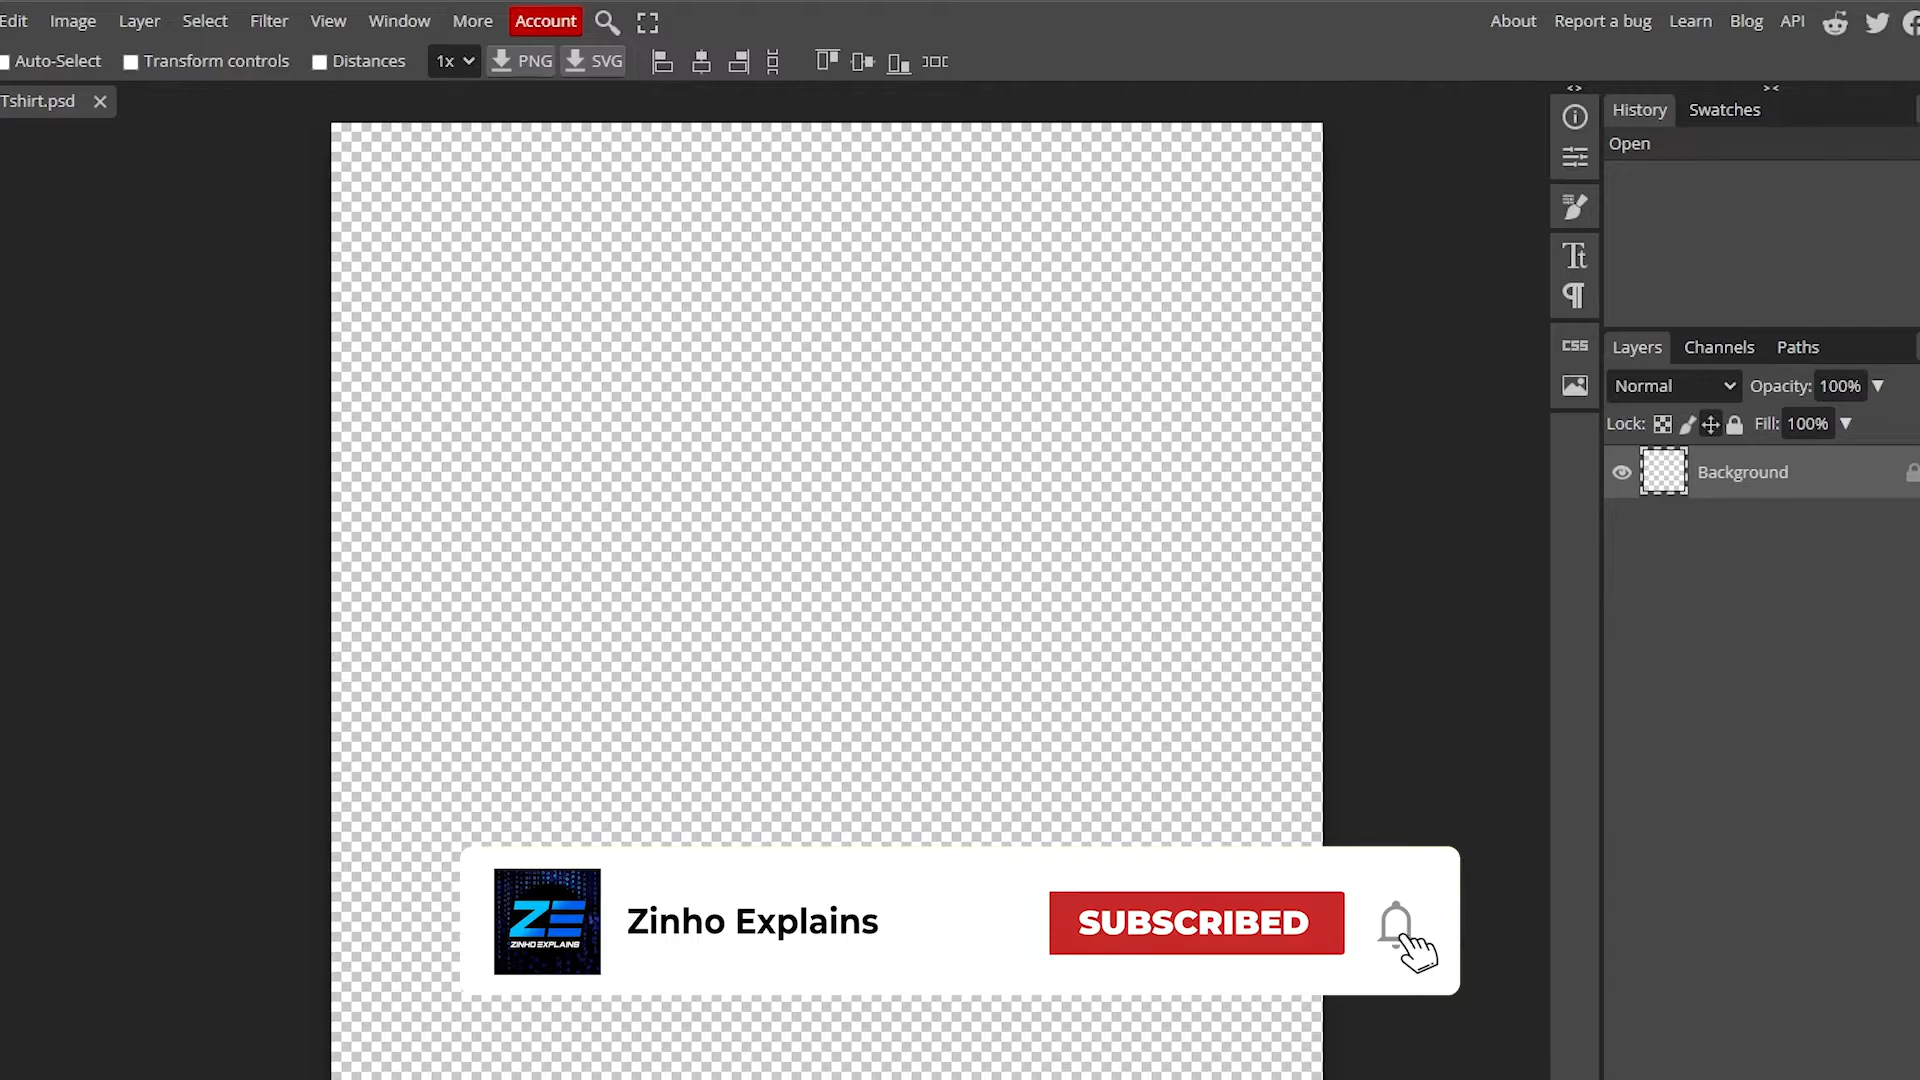 Edit Image Layer Select Filter View Window More Account
About Report a bug Learn Blog API
Auto-Select Transform controls Distances 1x PNG SVG
Tshirt.psd
History Swatches
Open
CSS
Layers Channels Paths
Normal Opacity: 100%
Lock: Fill: 100%
Background
ZE
ZINHO EXPLAINS
Zinho Explains
SUBSCRIBED